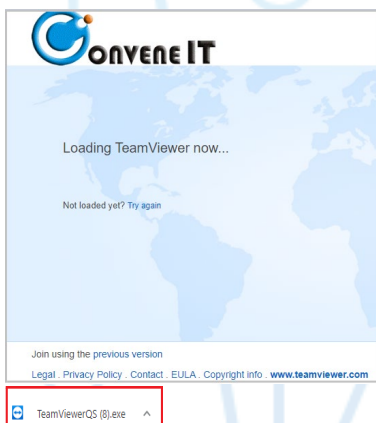 Convene IT
Loading TeamViewer now...
Not loaded yet? Try again
Join using the previous version
Legal . Privacy Policy . Contact . EULA . Copyright info . www.teamviewer.com
TeamViewerQS (8).exe